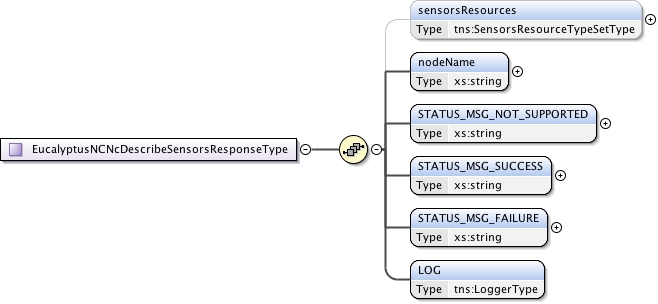 sensorsResources
Type tns:SensorsResourceTypeSetType
nodeName
Type xs:string
STATUS_MSG_NOT_SUPPORTED
Type xs:string
EucalyptusNCNcDescribeSensorsResponseType
STATUS_MSG_SUCCESS
Type xs:string
STATUS_MSG_FAILURE
Type xs:string
LOG
Type tns:LoggerType